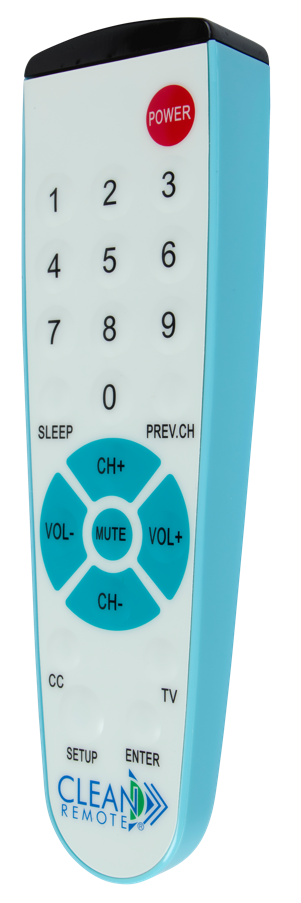 POWER
1 2 3
4 5 6
7 8 9
0
SLEEP PREV.CH
CH+
VOL- MUTE VOL+
CH-
CC TV
SETUP ENTER
CLEAN
REMOTE®